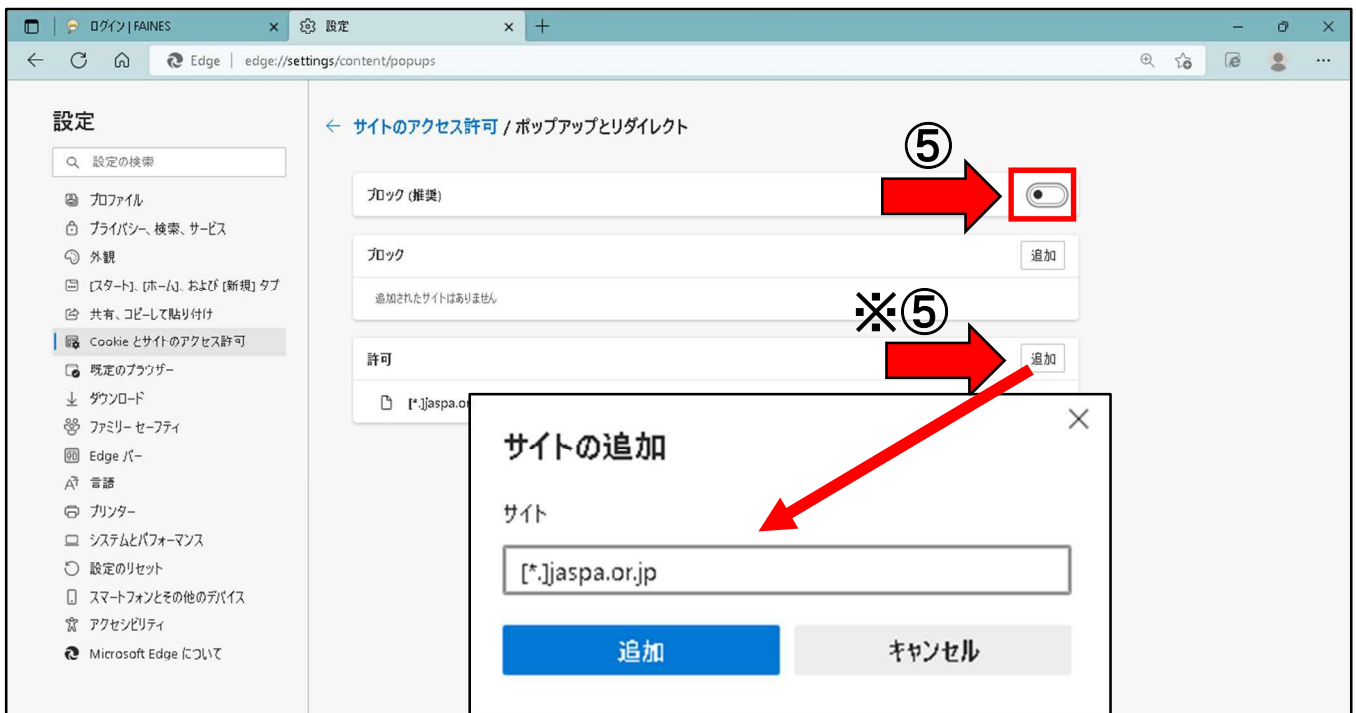 ログイン | FAINES
設定
Edge
edge://settings/content/popups
設定
設定の検索
プロファイル
プライバシー、検索、サービス
外観
[スタート]、[ホーム]、および [新規] タブ
共有、コピーして貼り付け
Cookie とサイトのアクセス許可
既定のブラウザー
ダウンロード
ファミリー セーフティ
Edge バー
言語
プリンター
システムとパフォーマンス
設定のリセット
スマートフォンとその他のデバイス
アクセシビリティ
Microsoft Edge について
サイトのアクセス許可 / ポップアップとリダイレクト
⑤
ブロック (推奨)
ブロック
追加
追加されたサイトはありません
※⑤
許可
追加
[*.]jaspa.or
サイトの追加
サイト
[*.]jaspa.or.jp
追加
キャンセル